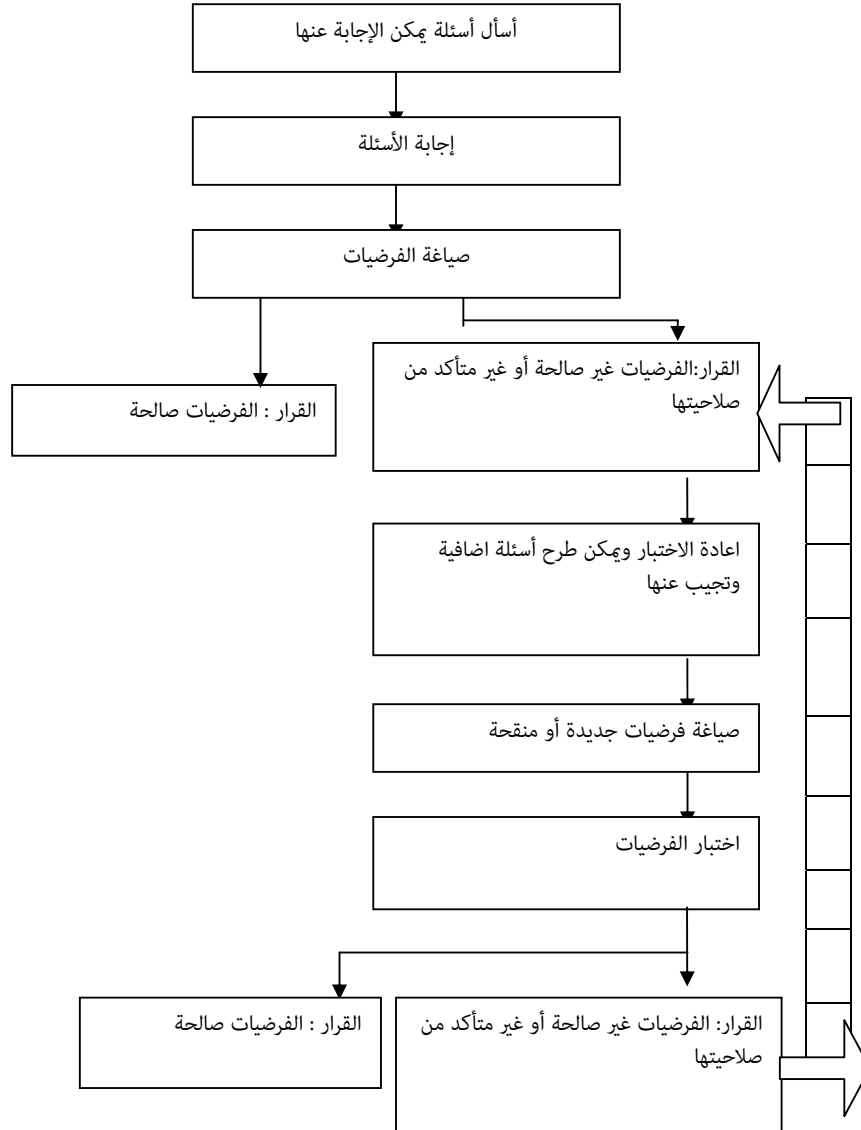 أسأل أسئلة يمكن الإجابة عنها
إجابة الأسئلة
صياغة الفرضيات
القرار:الفرضيات غير صالحة أو غير متأكد من
صلاحيتها
القرار : الفرضيات صالحة
اعادة الاختبار ويمكن طرح أسئلة اضافية
وتجيب عنها
صياغة فرضيات جديدة أو منقحة
اختبار الفرضيات
القرار: الفرضيات غير صالحة أو غير متأكد من
صلاحيتها
القرار : الفرضيات صالحة